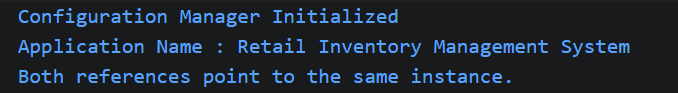 Configuration Manager Initialized
Application Name : Retail Inventory Management System
Both references point to the same instance.